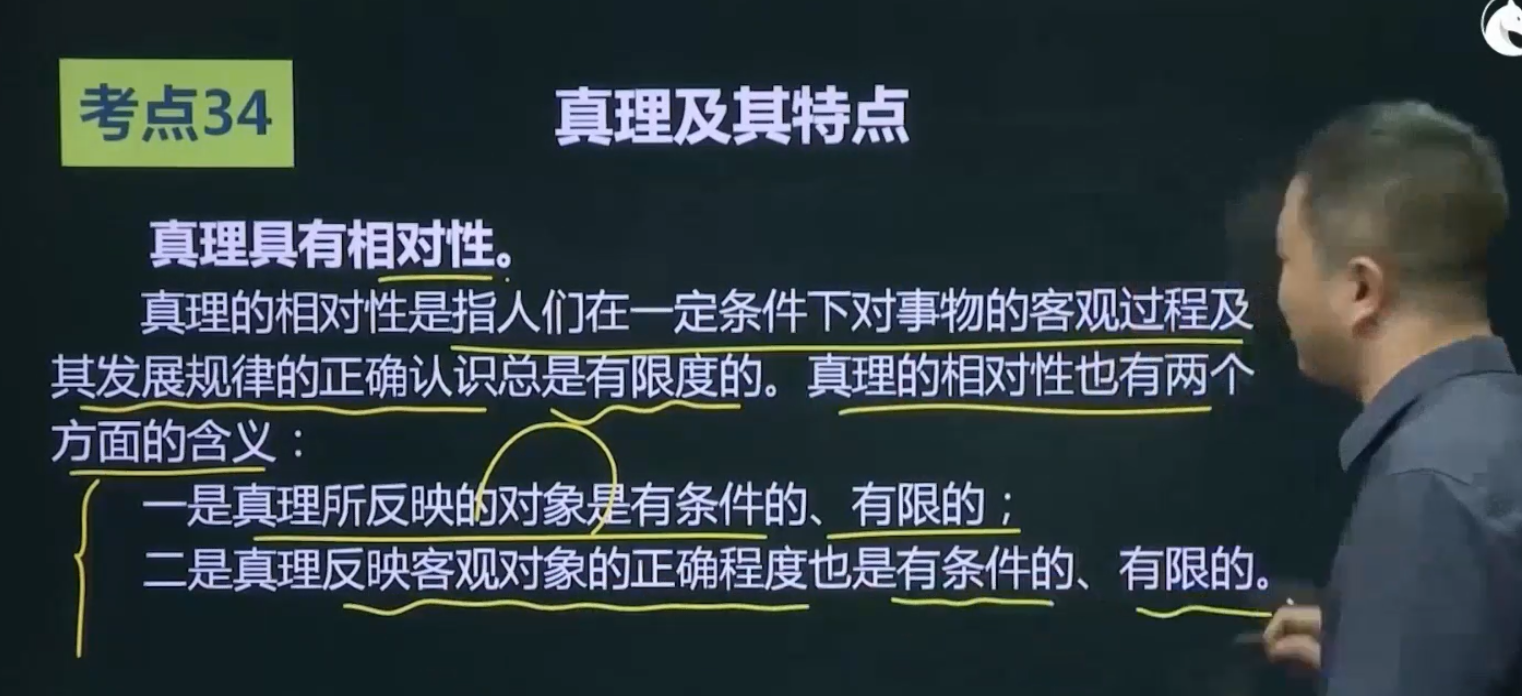 考点34
真理及其特点
真理具有相对性。
真理的相对性是指人们在一定条件下对事物的客观过程及
其发展规律的正确认识总是有限度的。真理的相对性也有两个
方面的含义：
一是真理所反映的对象是有条件的、有限的；
二是真理反映客观对象的正确程度也是有条件的、有限的。